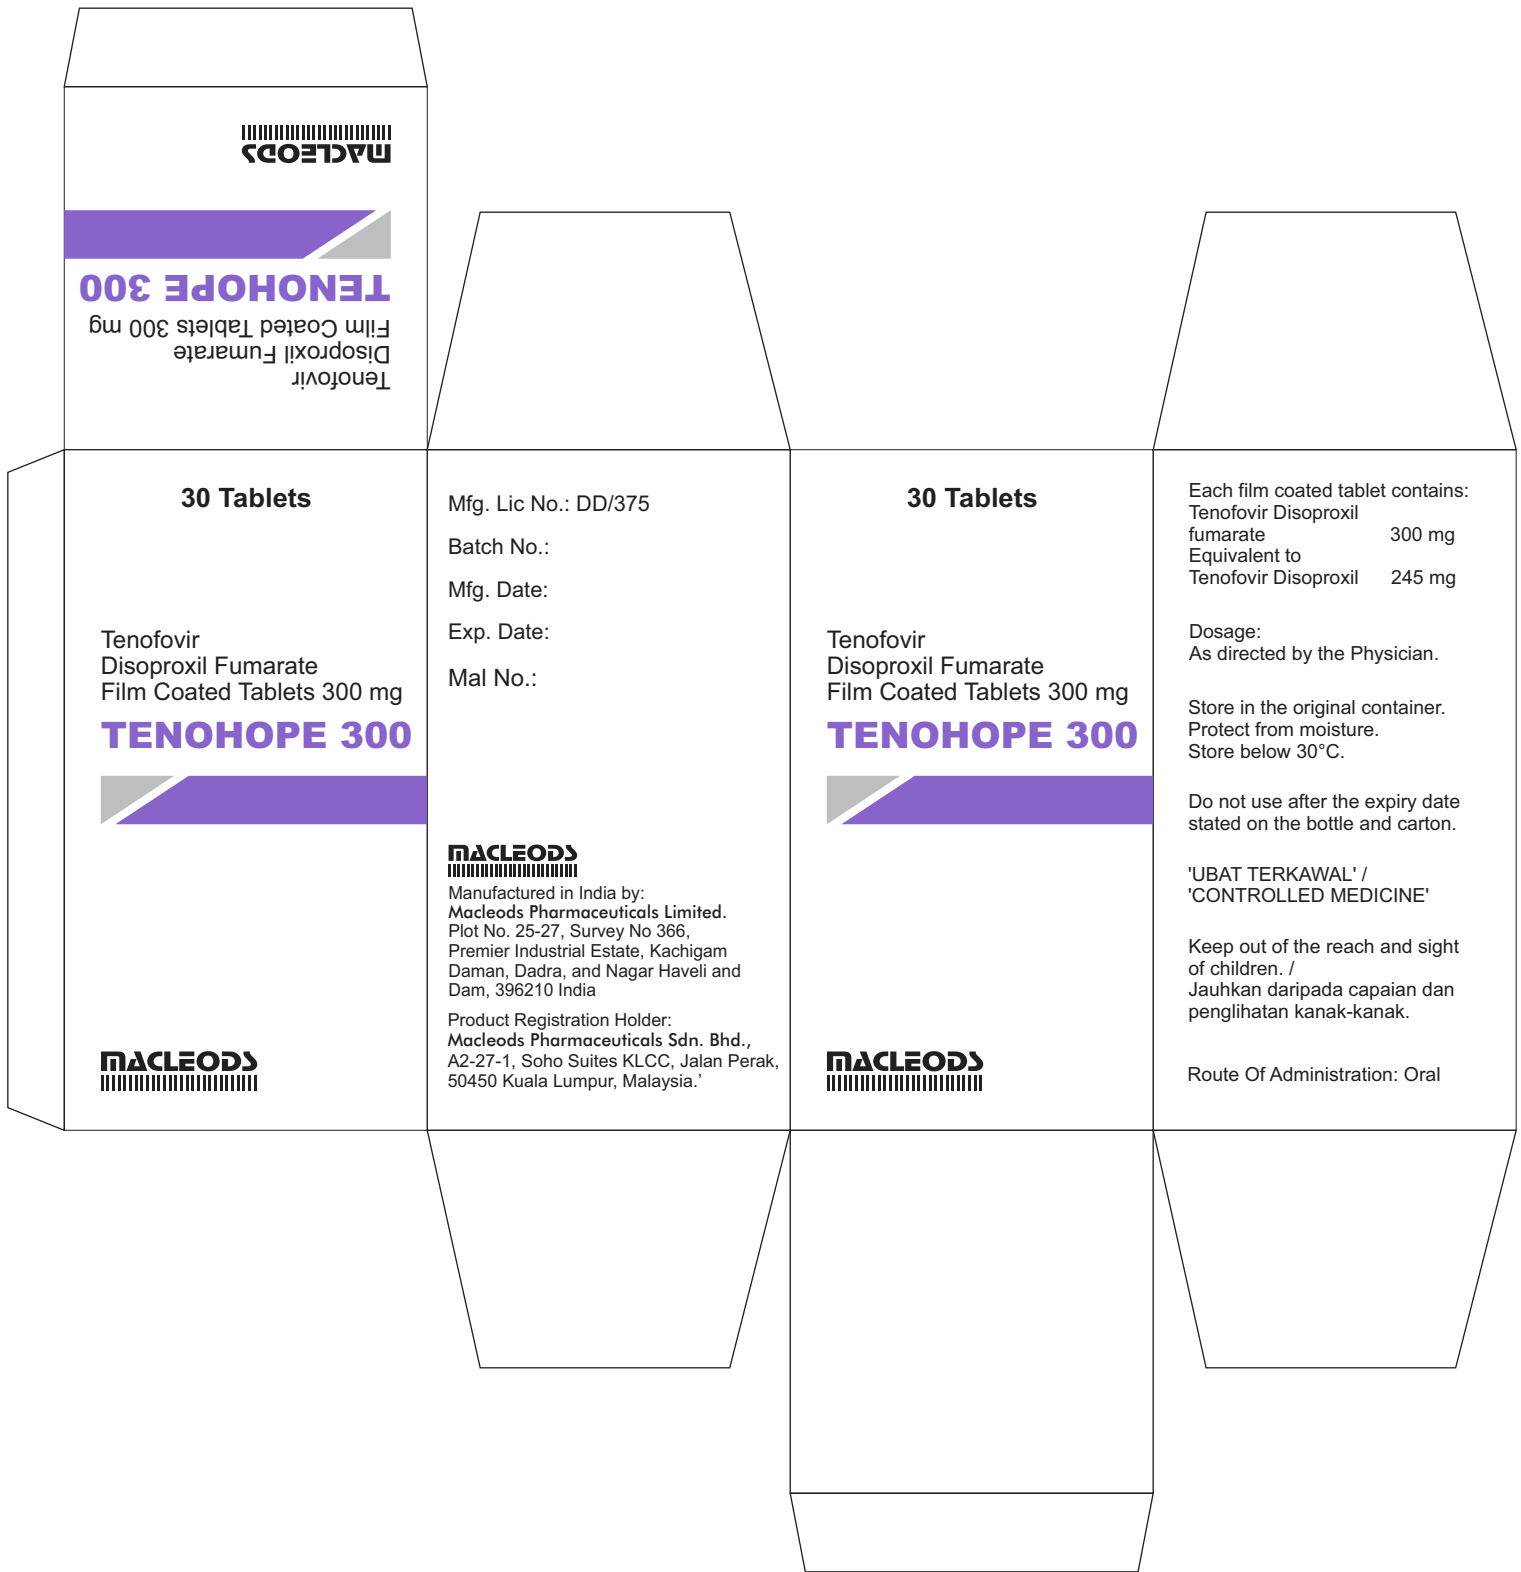 MACLEODS
TENOHOPE 300
Film Coated Tablets 300 mg
Disoproxil Fumarate
Tenofovir
30 Tablets
Tenofovir
Disoproxil Fumarate
Film Coated Tablets 300 mg
TENOHOPE 300
MACLEODS
Mfg. Lic No.: DD/375
Batch No.:
Mfg. Date:
Exp. Date:
Mal No.:
MACLEODS
Manufactured in India by:
Macleods Pharmaceuticals Limited.
Plot No. 25-27, Survey No 366,
Premier Industrial Estate, Kachigam
Daman, Dadra, and Nagar Haveli and
Dam, 396210 India
Product Registration Holder:
Macleods Pharmaceuticals Sdn. Bhd.,
A2-27-1, Soho Suites KLCC, Jalan Perak,
50450 Kuala Lumpur, Malaysia.’
30 Tablets
Tenofovir
Disoproxil Fumarate
Film Coated Tablets 300 mg
TENOHOPE 300
MACLEODS
Each film coated tablet contains:
Tenofovir Disoproxil
fumarate 300 mg
Equivalent to
Tenofovir Disoproxil 245 mg
Dosage:
As directed by the Physician.
Store in the original container.
Protect from moisture.
Store below 30°C.
Do not use after the expiry date
stated on the bottle and carton.
'UBAT TERKAWAL' /
'CONTROLLED MEDICINE'
Keep out of the reach and sight
of children. /
Jauhkan daripada capaian dan
penglihatan kanak-kanak.
Route Of Administration: Oral